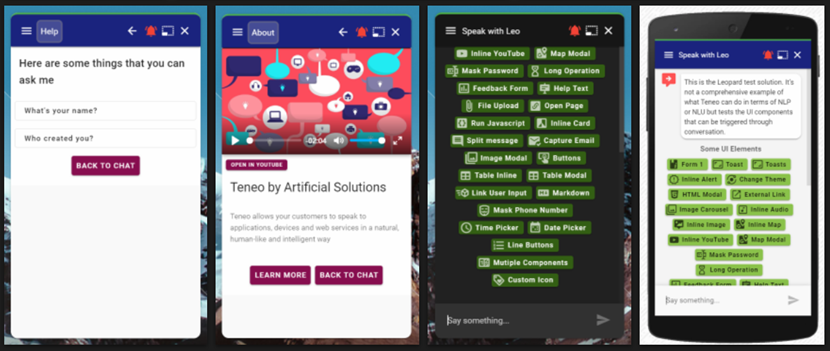 Help
Here are some things that you can
ask me
What's your name?
Who created you?
BACK TO CHAT
About
02:04
OPEN IN YOUTUBE
Teneo by Artificial Solutions
Teneo allows your customers to speak to
applications, devices and web services in a natural,
human-like and intelligent way
LEARN MORE BACK TO CHAT
Speak with Leo
Inline YouTube Map Modal
Mask Password Long Operation
Feedback Form Help Text
File Upload Open Page
Run Javascript Inline Card
Split message Capture Email
Image Modal Buttons
Table Inline Table Modal
Link User Input Markdown
Mask Phone Number
Time Picker Date Picker
Line Buttons
Mutiple Components
Custom Icon
Say something...
Speak with Leo
This is the Leopard test solution. It's
not a comprehensive example of
what Teneo can do in terms of NLP
or NLU but tests the UI components
that can be triggered through
conversation.
Some UI Elements
Form 1 Toast Toasts
Inline Alert Change Theme
HTML Modal External Link
Image Carousel Inline Audio
Inline Image Inline Map
Inline YouTube Map Modal
Mask Password
Long Operation
Feedback Form Help Text
Say something...